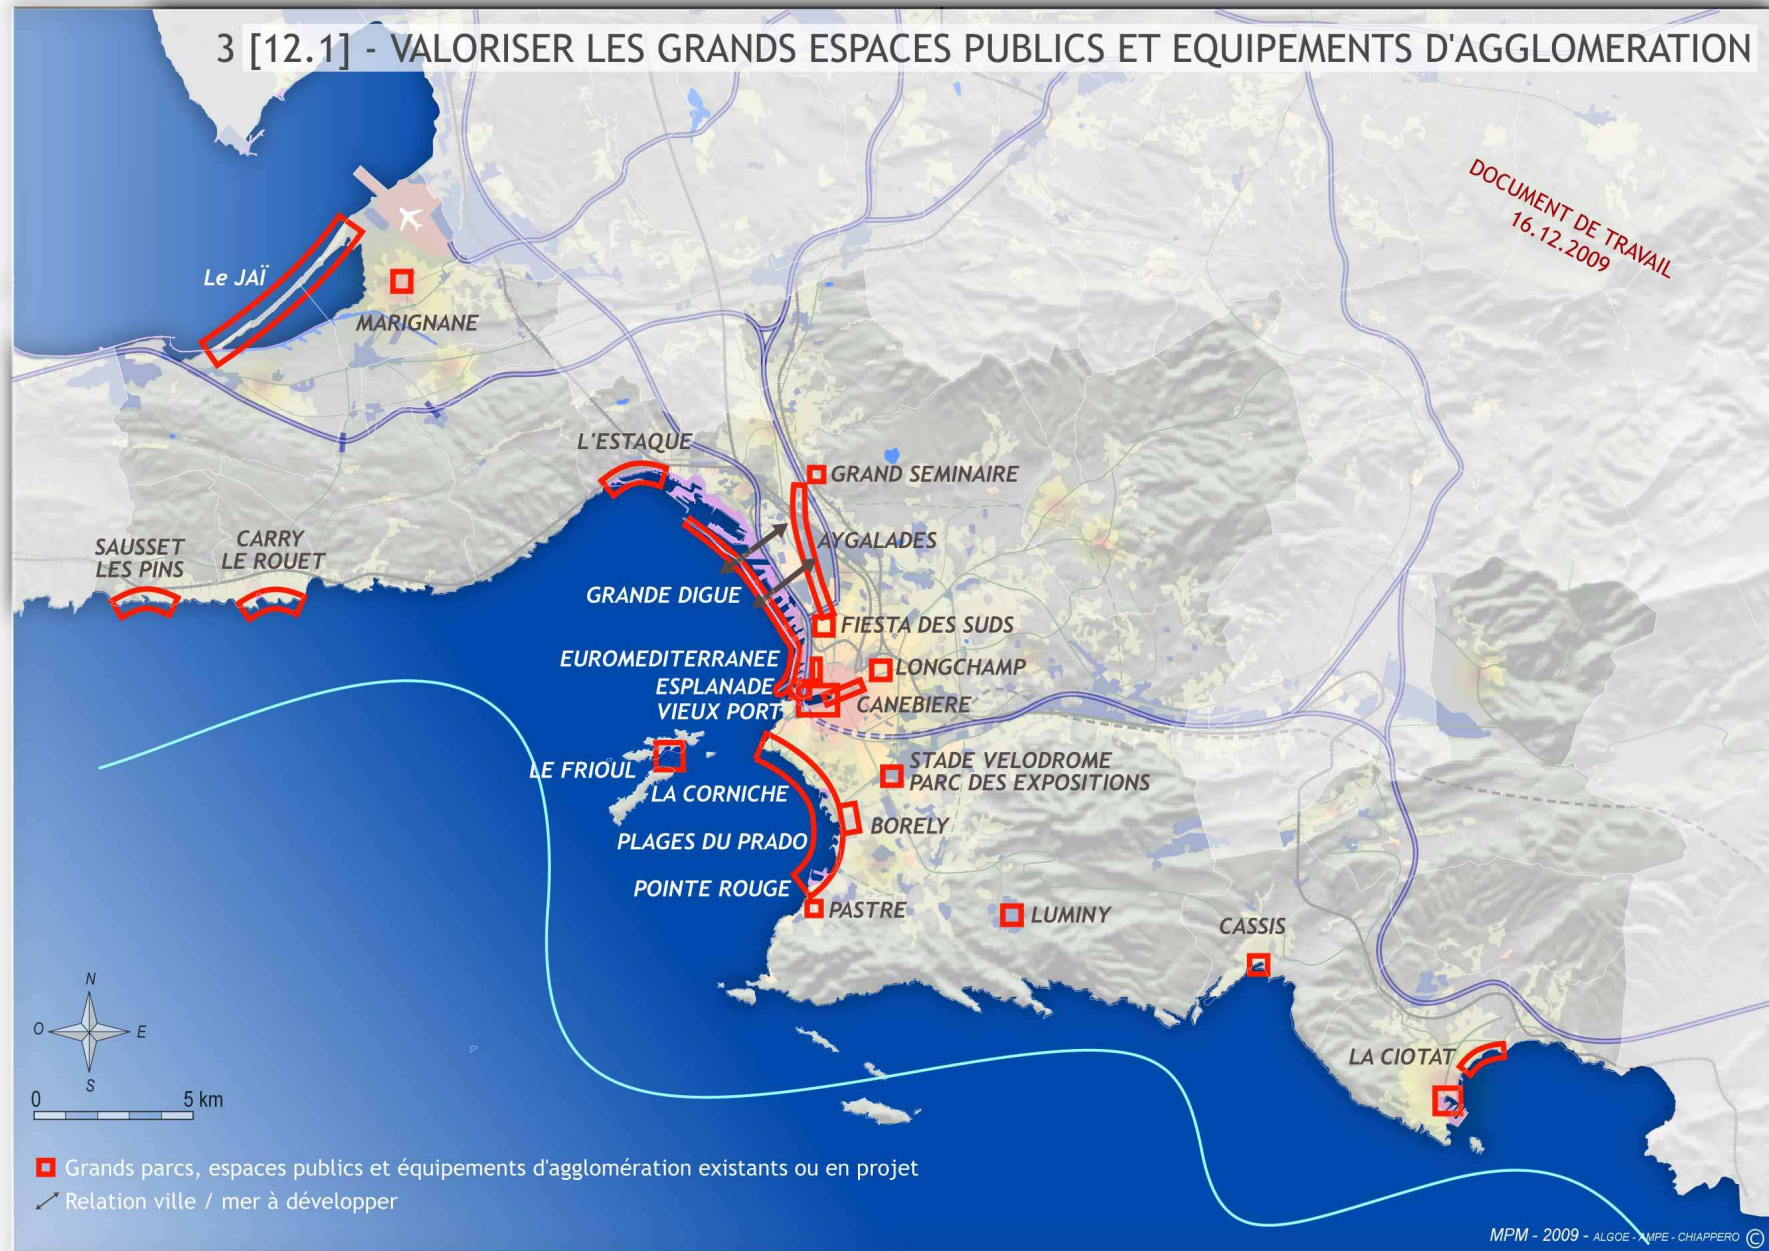 3 [12.1] - VALORISER LES GRANDS ESPACES PUBLICS ET EQUIPEMENTS D'AGGLOMERATION
DOCUMENT DE TRAVAIL
16.12.2009
Le JAÏ
MARIGNANE
L'ESTAQUE
GRAND SEMINAIRE
SAUSSET
LES PINS
CARRY
LE ROUET
AYGALADES
GRANDE DIGUE
FIESTA DES SUDS
EUROMEDITERRANEE
LONGCHAMP
ESPLANADE
VIEUX PORT
CANEBIERE
LE FRIOUL
STADE VELODROME
PARC DES EXPOSITIONS
LA CORNICHE
BORELY
PLAGES DU PRADO
POINTE ROUGE
PASTRE
LUMINY
CASSIS
LA CIOTAT
N
O
E
S
0
5 km
Grands parcs, espaces publics et équipements d'agglomération existants ou en projet
Relation ville / mer à développer
MPM - 2009 - ALGOE - AMPE - CHIAPPERO ©